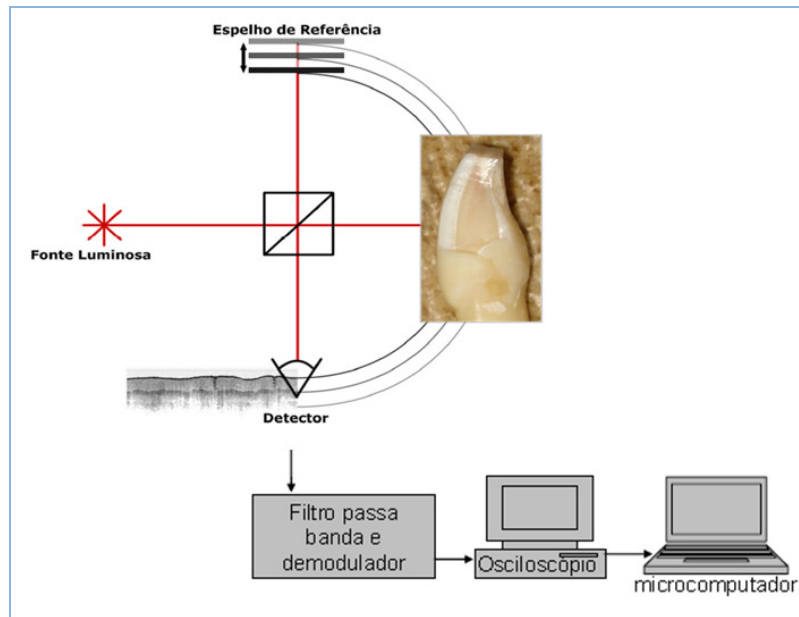 Espelho de Referência
Fonte Luminosa
Detector
Filtro passa
banda e
demodulador
Osciloscópio
microcomputador